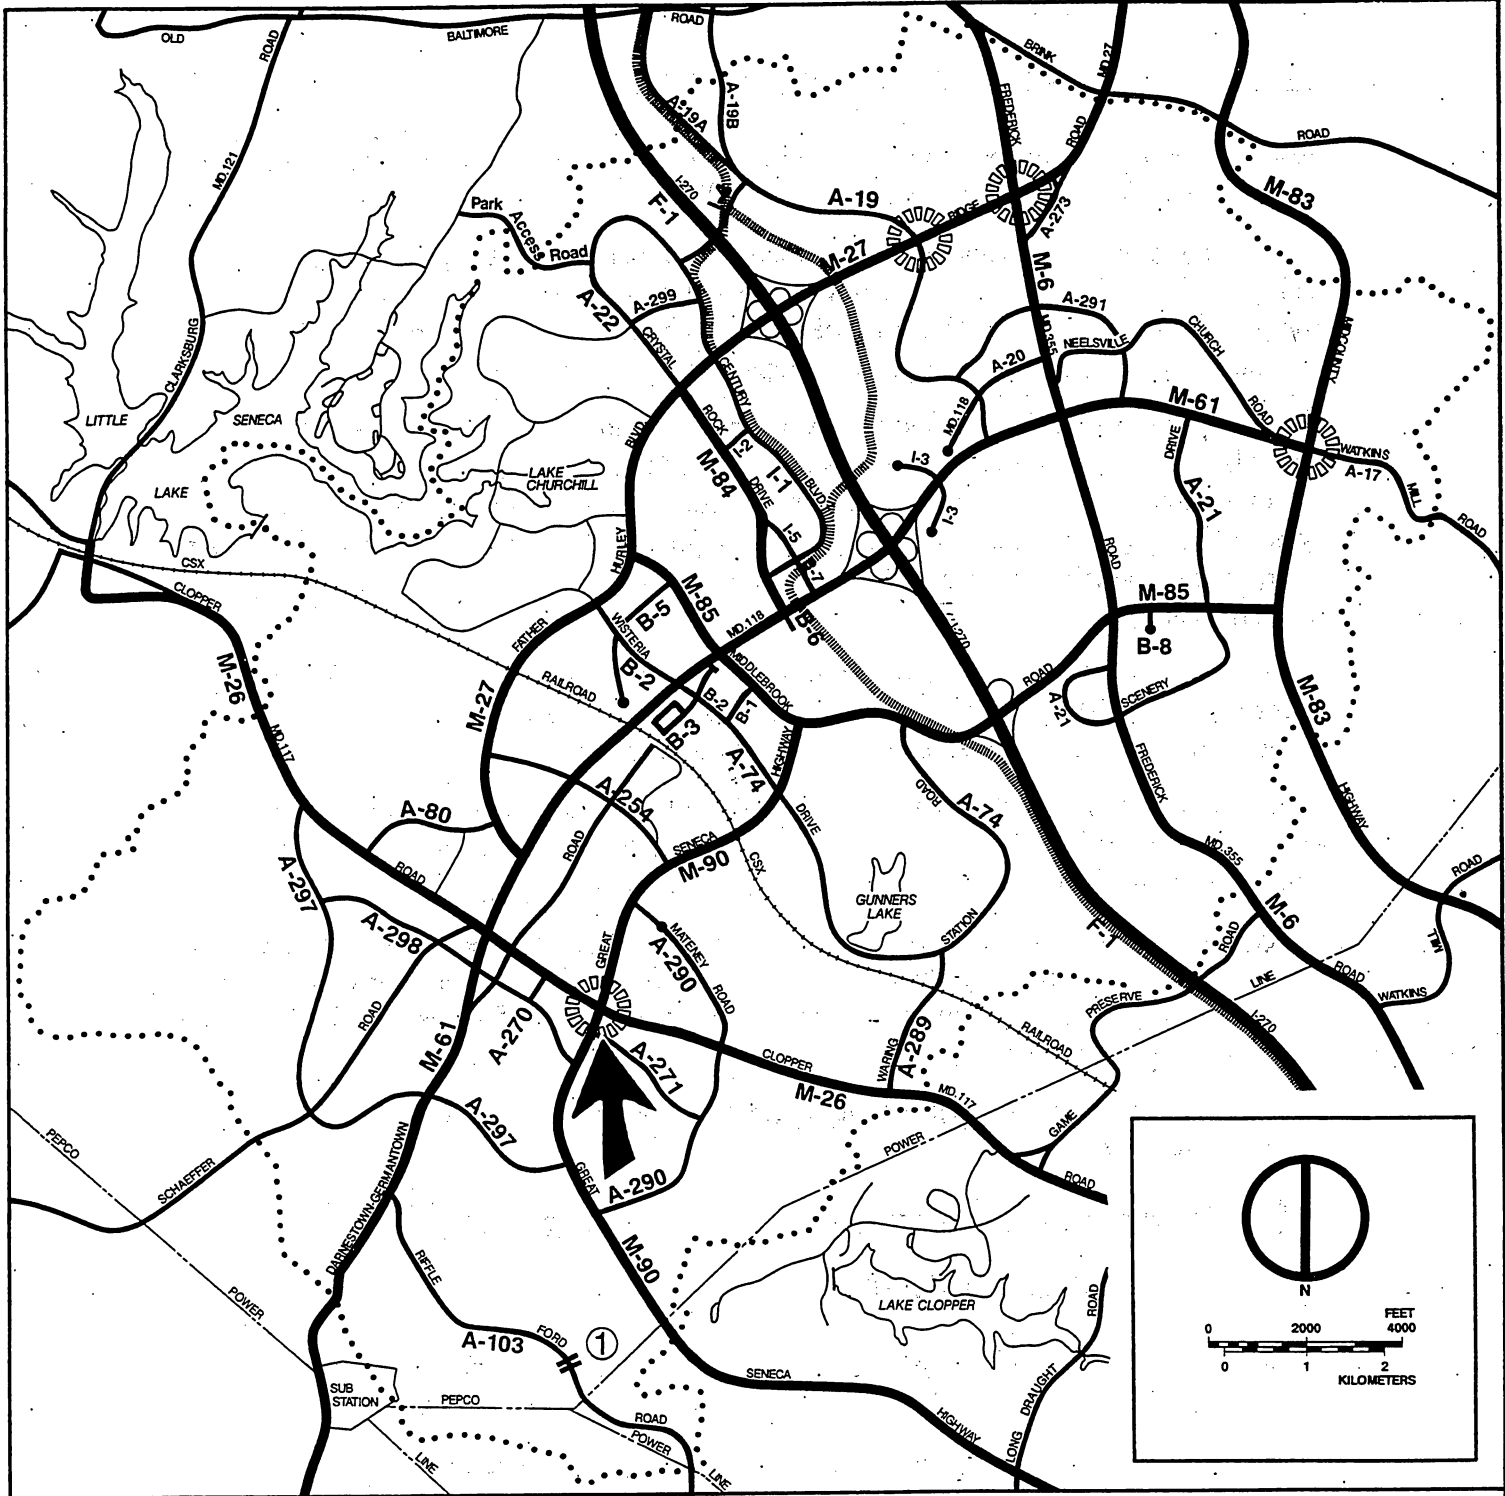 OLD
ROAD
BALTIMORE
ROAD
BRINK
MD.27
A-19B
A-19A
FREDERICK
ROAD
ROAD
MD.121
I-270
F-1
A-19
RIDGE
A-273
M-83
Park
Access
Road
M-27
M-6
A-22
A-299
A-291
MD.355
NEELSVILLE
CHURCH
MIDCOUNTY
CLARKSBURG
CRYSTAL
CENTURY
A-20
LITTLE
SENECA
BLVD.
ROCK
MD.118
M-61
ROAD
LAKE
CHURCHILL
I-2
M-84
I-1
I-3
DRIVE
WATKINS
A-17
LAKE
DRIVE
BLVD.
A-21
MILL
I-3
ROAD
HURLEY
I-5
CSX
I-7
ROAD
CLOPPER
M-85
B-5
M-85
FATHER
WISTERIA
MD.118
B-6
I-270
B-8
B-2
MIDDLEBROOK
M-26
RAILROAD
ROAD
SCENERY
A-21
M-27
B-2
B-1
M-83
B-3
MD.117
HIGHWAY
A-74
FREDERICK
A-254
ROAD
A-74
HIGHWAY
A-80
DRIVE
ROAD
SENECA
MD.355
M-90
CSX
ROAD
ROAD
A-297
GUNNERS
LAKE
A-298
M-6
F-1
GREAT
MATENEY
A-290
STATION
ROAD
MILL
ROAD
LINE
ROAD
WATKINS
ROAD
PRESERVE
A-270
M-61
A-289
RAILROAD
I-270
A-271
CLOPPER
WARING
M-26
MD.117
A-297
GAME
PEPCO
POWER
SCHAEFFER
GREAT
A-290
ROAD
DARNESTOWN-GERMANTOWN
M-90
RIFFLE
POWER
LAKE CLOPPER
ROAD
N
FEET
0 2000 4000
0 1 2
KILOMETERS
A-103
FORD
1
SENECA
SUB
STATION
PEPCO
DRAUGHT
ROAD
HIGHWAY
POWER
LINE
LINE
LONG